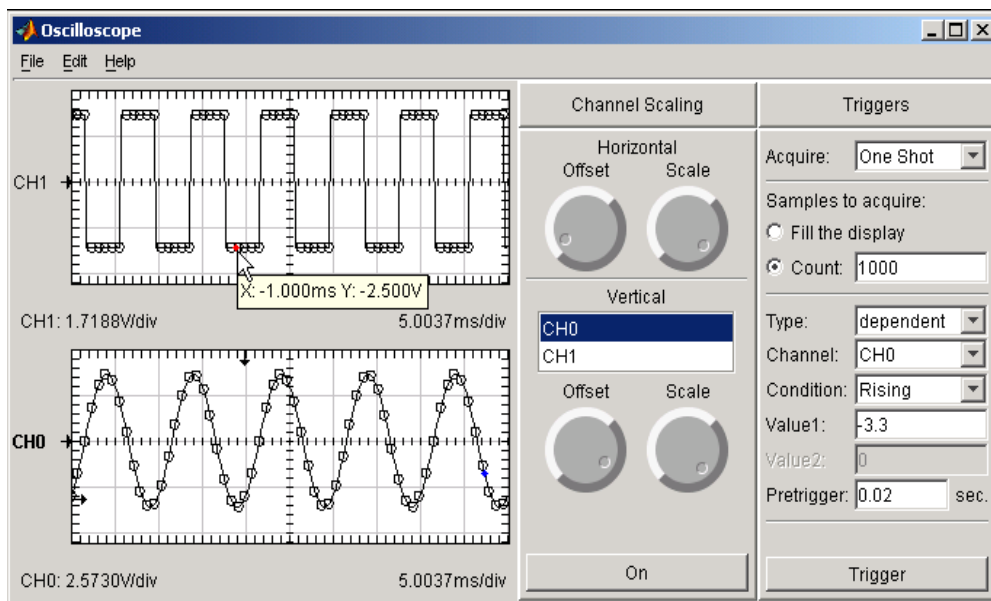 Oscilloscope
File Edit Help
CH1
X: -1.000ms Y: -2.500V
CH1: 1.7188V/div 5.0037ms/div
CH0
CH0: 2.5730V/div 5.0037ms/div
Channel Scaling
Horizontal
Offset Scale
Vertical
CH0
CH1
Offset Scale
On
Triggers
Acquire: One Shot
Samples to acquire:
Fill the display
Count: 1000
Type: dependent
Channel: CH0
Condition: Rising
Value1: -3.3
Value2: 0
Pretrigger: 0.02 sec.
Trigger